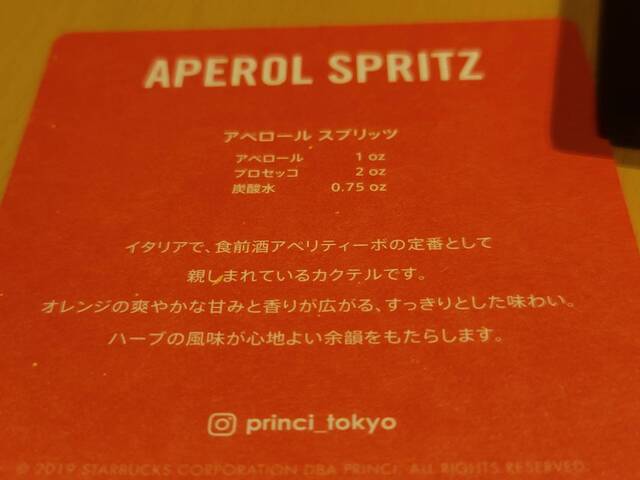 APEROL SPRITZ
アペロール スプリッツ
アペロール 1 oz
プロセッコ 2 oz
炭酸水 0.75 oz
イタリアで、食前酒アペリティーボの定番として
親しまれているカクテルです。
オレンジの爽やかな甘みと香りが広がる、すっきりとした味わい。
ハーブの風味が心地よい余韻をもたらします。
princi_tokyo
© 2019 STARBUCKS CORPORATION DBA PRINCI. ALL RIGHTS RESERVED.